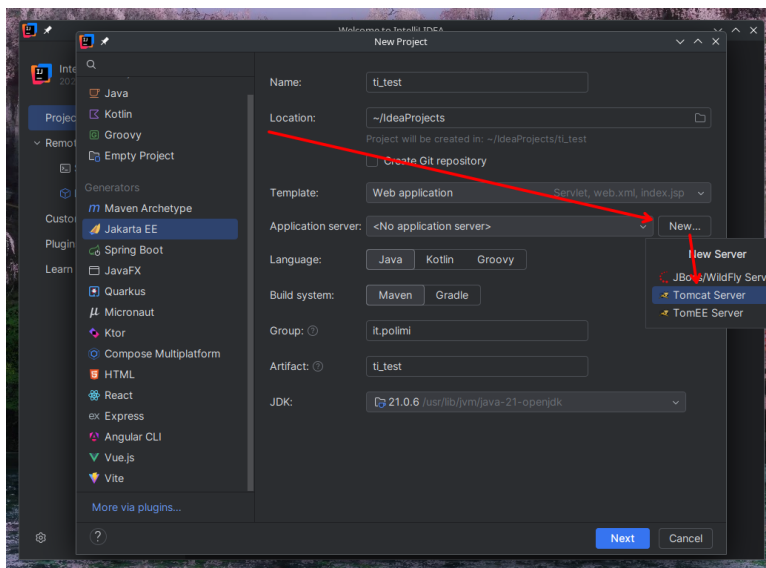 Welcome to IntelliJ IDEA
New Project
Inte
202
Projec
Remot
S
Custo
Plugin
Learn
Java
Kotlin
Groovy
Empty Project
Generators
Maven Archetype
Jakarta EE
Spring Boot
JavaFX
Quarkus
Micronaut
Ktor
Compose Multiplatform
HTML
React
ex Express
Angular CLI
Vue.js
Vite
More via plugins...
Name: ti_test
Location: ~/IdeaProjects
Project will be created in: ~/IdeaProjects/ti_test
Create Git repository
Template: Web application Servlet, web.xml, index.jsp
Application server: <No application server> New...
New Server
JBoss/WildFly Serv
Tomcat Server
TomEE Server
Language: Java Kotlin Groovy
Build system: Maven Gradle
Group: ? it.polimi
Artifact: ? ti_test
JDK: 21.0.6 /usr/lib/jvm/java-21-openjdk
? Next Cancel